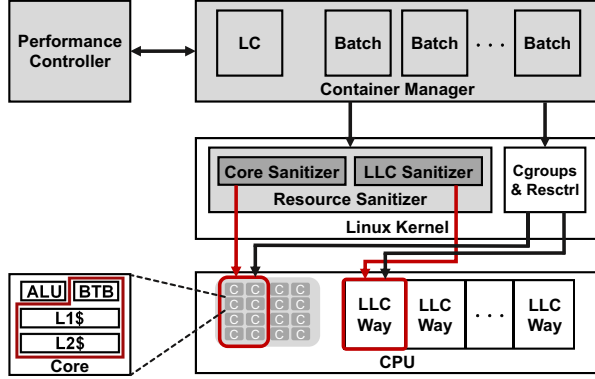 Performance
Controller
LC
Batch
Batch
. . .
Batch
Container Manager
Core Sanitizer
LLC Sanitizer
Resource Sanitizer
Cgroups
& Resctrl
Linux Kernel
ALU
BTB
L1$
L2$
Core
C C C C
C C C C
C C C C
C C C C
LLC
Way
LLC
Way
. . .
LLC
Way
CPU